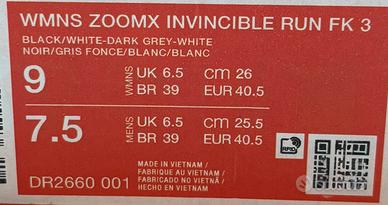 WMNS ZOOMX INVINCIBLE RUN FK 3
BLACK/WHITE-DARK GREY-WHITE
NOIR/GRIS FONCE/BLANC/BLANC
9 WMNS UK 6.5 cm 26
BR 39 EUR 40.5
7.5 MENS UK 6.5 cm 25.5
BR 39 EUR 40.5
MADE IN VIETNAM /
FABRIQUE AU VIETNAM /
FABRICADO NO VIETNÃ /
HECHO EN VIETNAM
DR2660 001
RFID